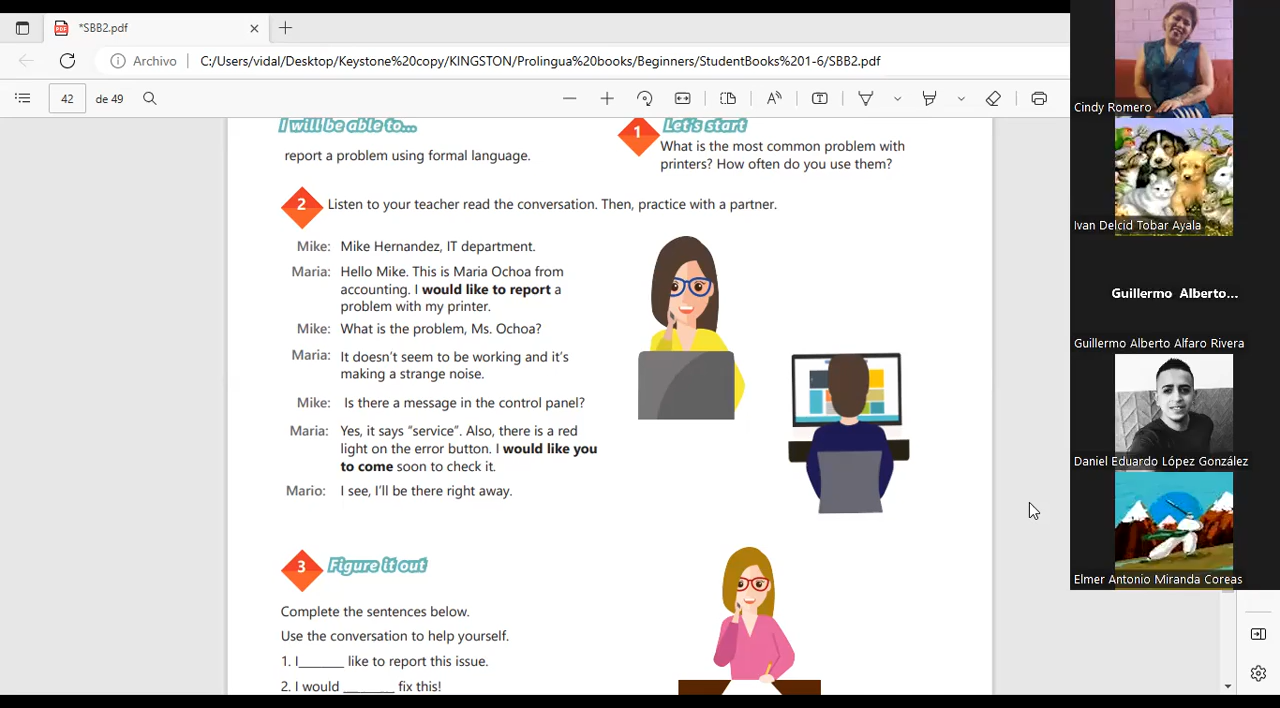 *SBB2.pdf
Archivo
C:/Users/vidal/Desktop/Keystone%20copy/KINGSTON/Prolingua%20books/Beginners/StudentBooks%201-6/SBB2.pdf
42 de 49
I will be able to...
report a problem using formal language.
1 Let's start
What is the most common problem with
printers? How often do you use them?
2 Listen to your teacher read the conversation. Then, practice with a partner.
Mike: Mike Hernandez, IT department.
Maria: Hello Mike. This is Maria Ochoa from
accounting. I would like to report a
problem with my printer.
Mike: What is the problem, Ms. Ochoa?
Maria: It doesn't seem to be working and it's
making a strange noise.
Mike: Is there a message in the control panel?
Maria: Yes, it says "service". Also, there is a red
light on the error button. I would like you
to come soon to check it.
Mario: I see, I'll be there right away.
3 Figure it out
Complete the sentences below.
Use the conversation to help yourself.
1. I______ like to report this issue.
2. I would _______ fix this!
Cindy Romero
Ivan Delcid Tobar Ayala
Guillermo Alberto...
Guillermo Alberto Alfaro Rivera
Daniel Eduardo López González
Elmer Antonio Miranda Coreas